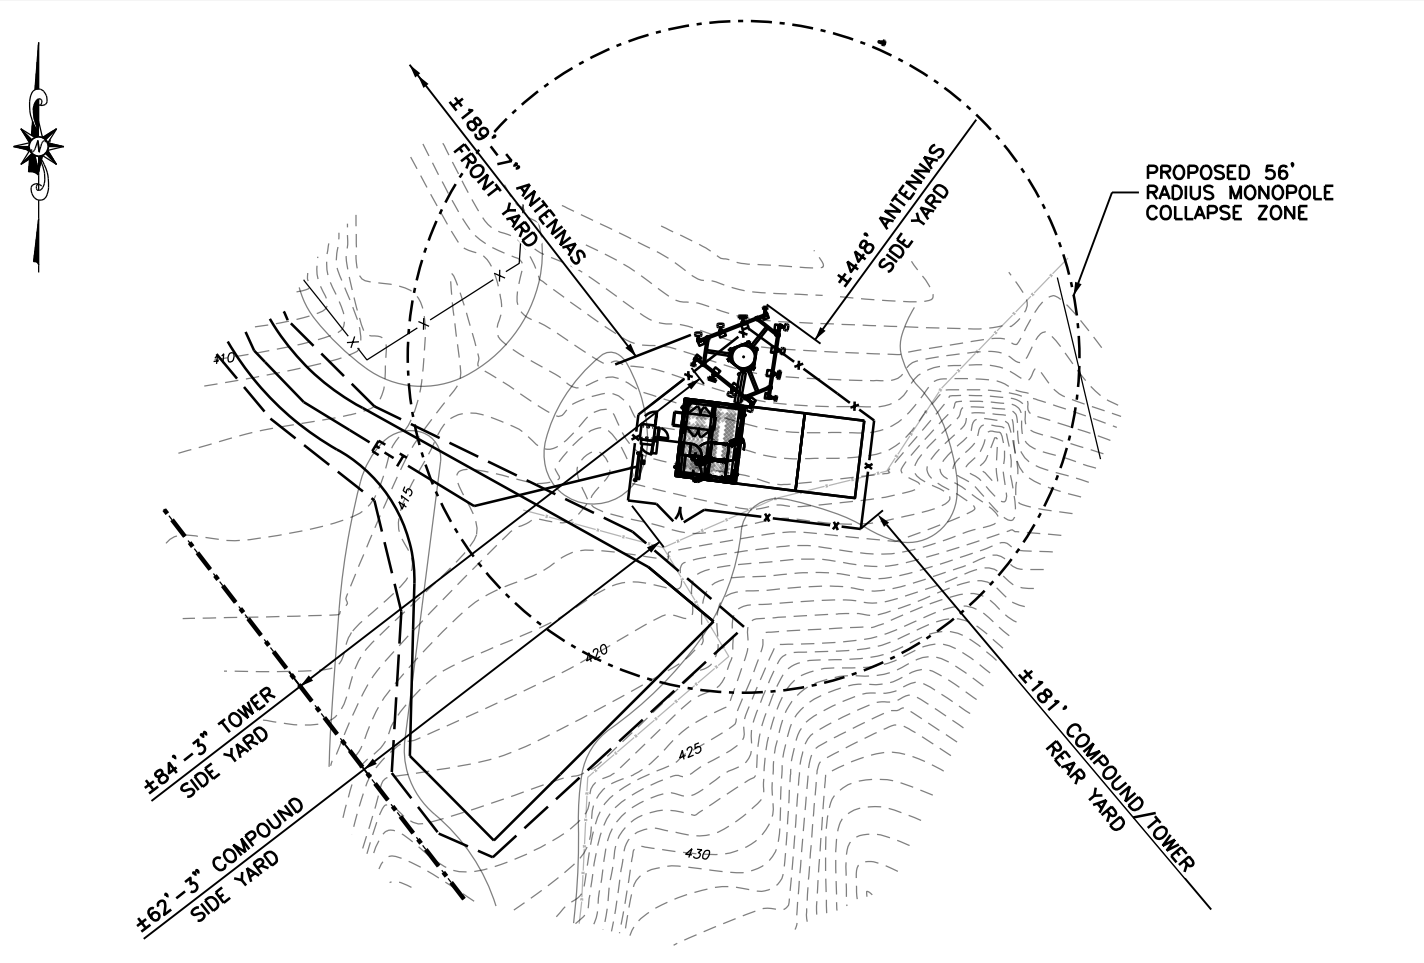 N
±189'-7" ANTENNAS
FRONT YARD
±448' ANTENNAS
SIDE YARD
PROPOSED 56'
RADIUS MONOPOLE
COLLAPSE ZONE
X
X
X
X
X
X
X
X
X
410
E-T
415
420
425
430
±84'-3" TOWER
SIDE YARD
±62'-3" COMPOUND
SIDE YARD
±181' COMPOUND/TOWER
REAR YARD